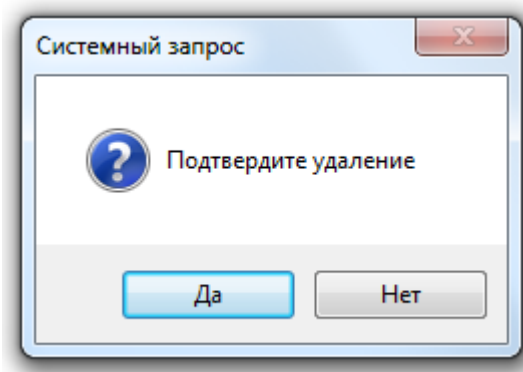 Системный запрос
Подтвердите удаление
Да
Нет